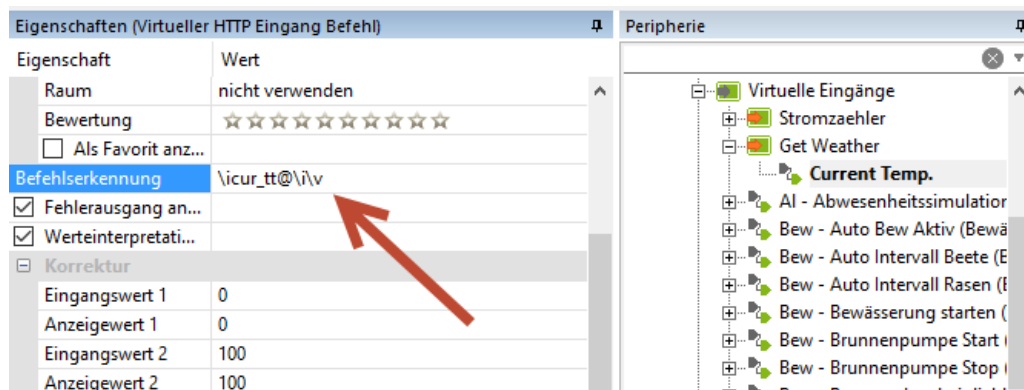 Eigenschaften (Virtueller HTTP Eingang Befehl)
Eigenschaft Wert
Raum nicht verwenden
Bewertung
Als Favorit anz...
Befehlserkennung \icur_tt@\i\v
Fehlerausgang an...
Werteinterpretati...
Korrektur
Eingangswert 1 0
Anzeigewert 1 0
Eingangswert 2 100
Anzeigewert 2 100
Peripherie
Virtuelle Eingänge
Stromzaehler
Get Weather
Current Temp.
AI - Abwesenheitssimulation
Bew - Auto Bew Aktiv (Bewä
Bew - Auto Intervall Beete (E
Bew - Auto Intervall Rasen (E
Bew - Bewässerung starten (
Bew - Brunnenpumpe Start
Bew - Brunnenpumpe Stop